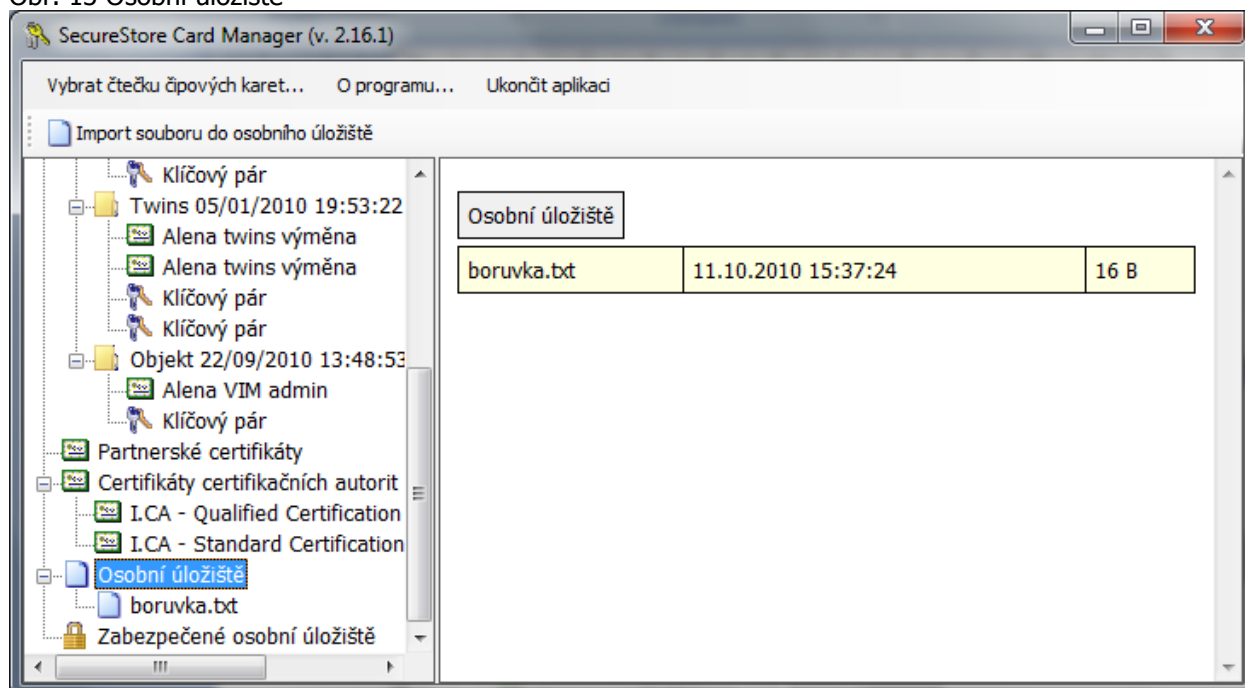 Obr. 15 Osobní úložiště
SecureStore Card Manager (v. 2.16.1)
Vybrat čtečku čipových karet... O programu... Ukončit aplikaci
Import souboru do osobního úložiště
Klíčový pár
Twins 05/01/2010 19:53:22
Alena twins výměna
Alena twins výměna
Klíčový pár
Klíčový pár
Objekt 22/09/2010 13:48:53
Alena VIM admin
Klíčový pár
Partnerské certifikáty
Certifikáty certifikačních autorit
I.CA - Qualified Certification
I.CA - Standard Certification
Osobní úložiště
boruvka.txt
Zabezpečené osobní úložiště
Osobní úložiště
boruvka.txt 11.10.2010 15:37:24 16 B